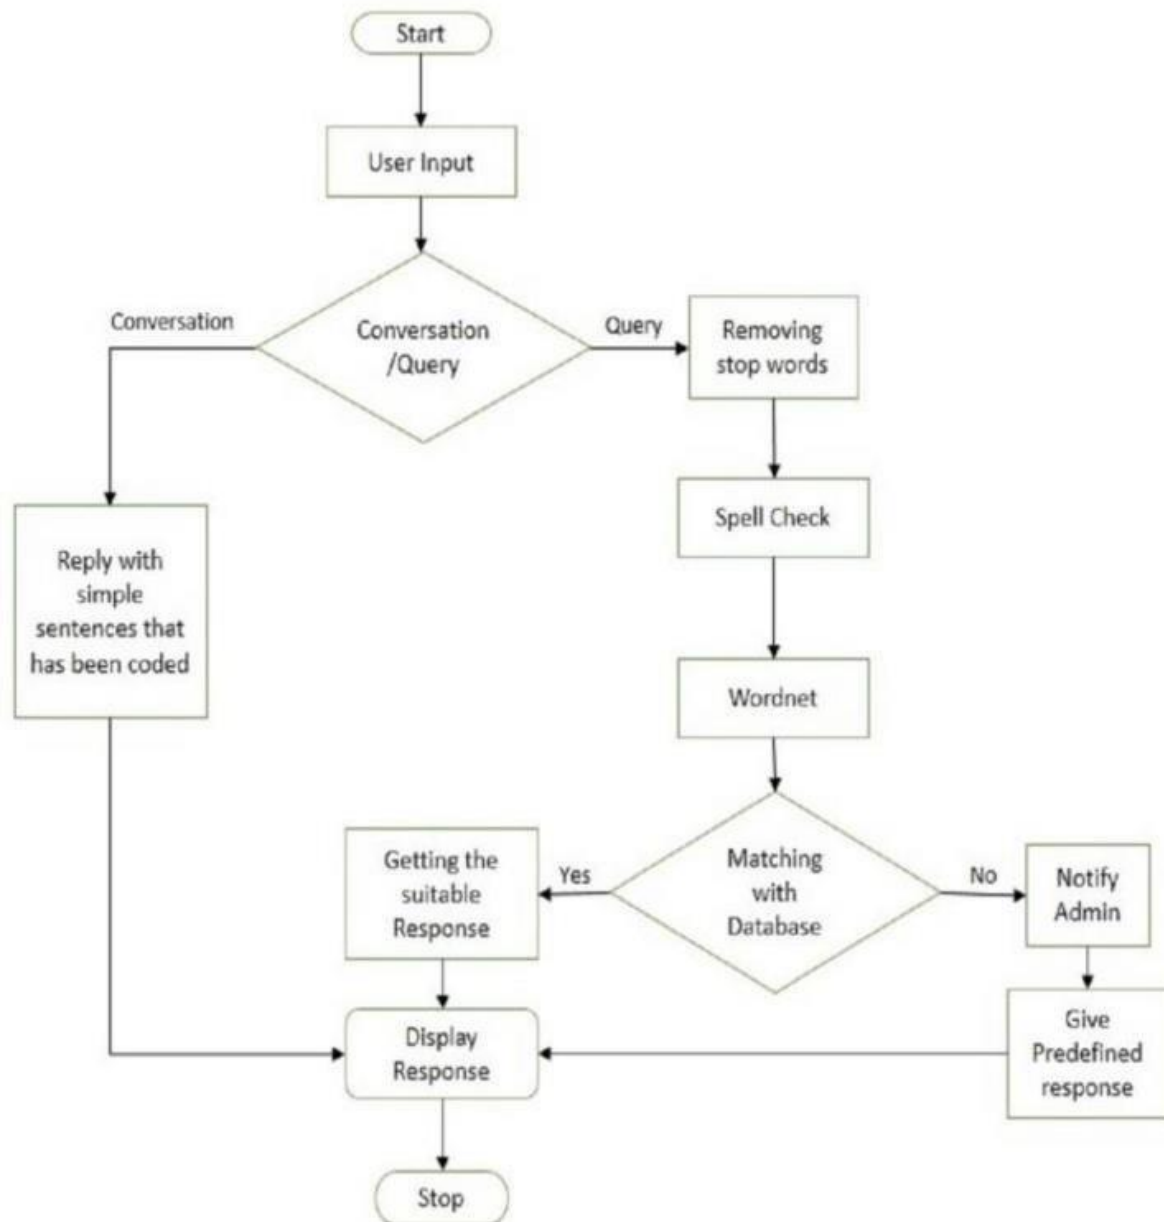 Start
User Input
Conversation
Conversation
/Query
Query
Removing
stop words
Reply with
simple
sentences that
has been coded
Spell Check
Wordnet
Getting the
suitable
Response
Yes
Matching
with
Database
No
Notify
Admin
Display
Response
Give
Predefined
response
Stop